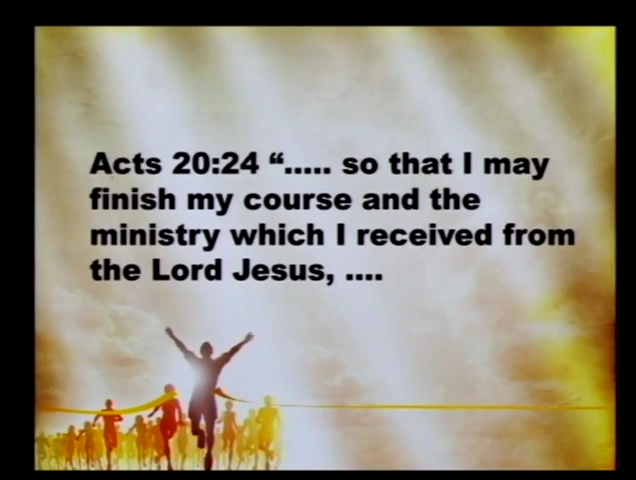 Acts 20:24 “..... so that I may
finish my course and the
ministry which I received from
the Lord Jesus, ....